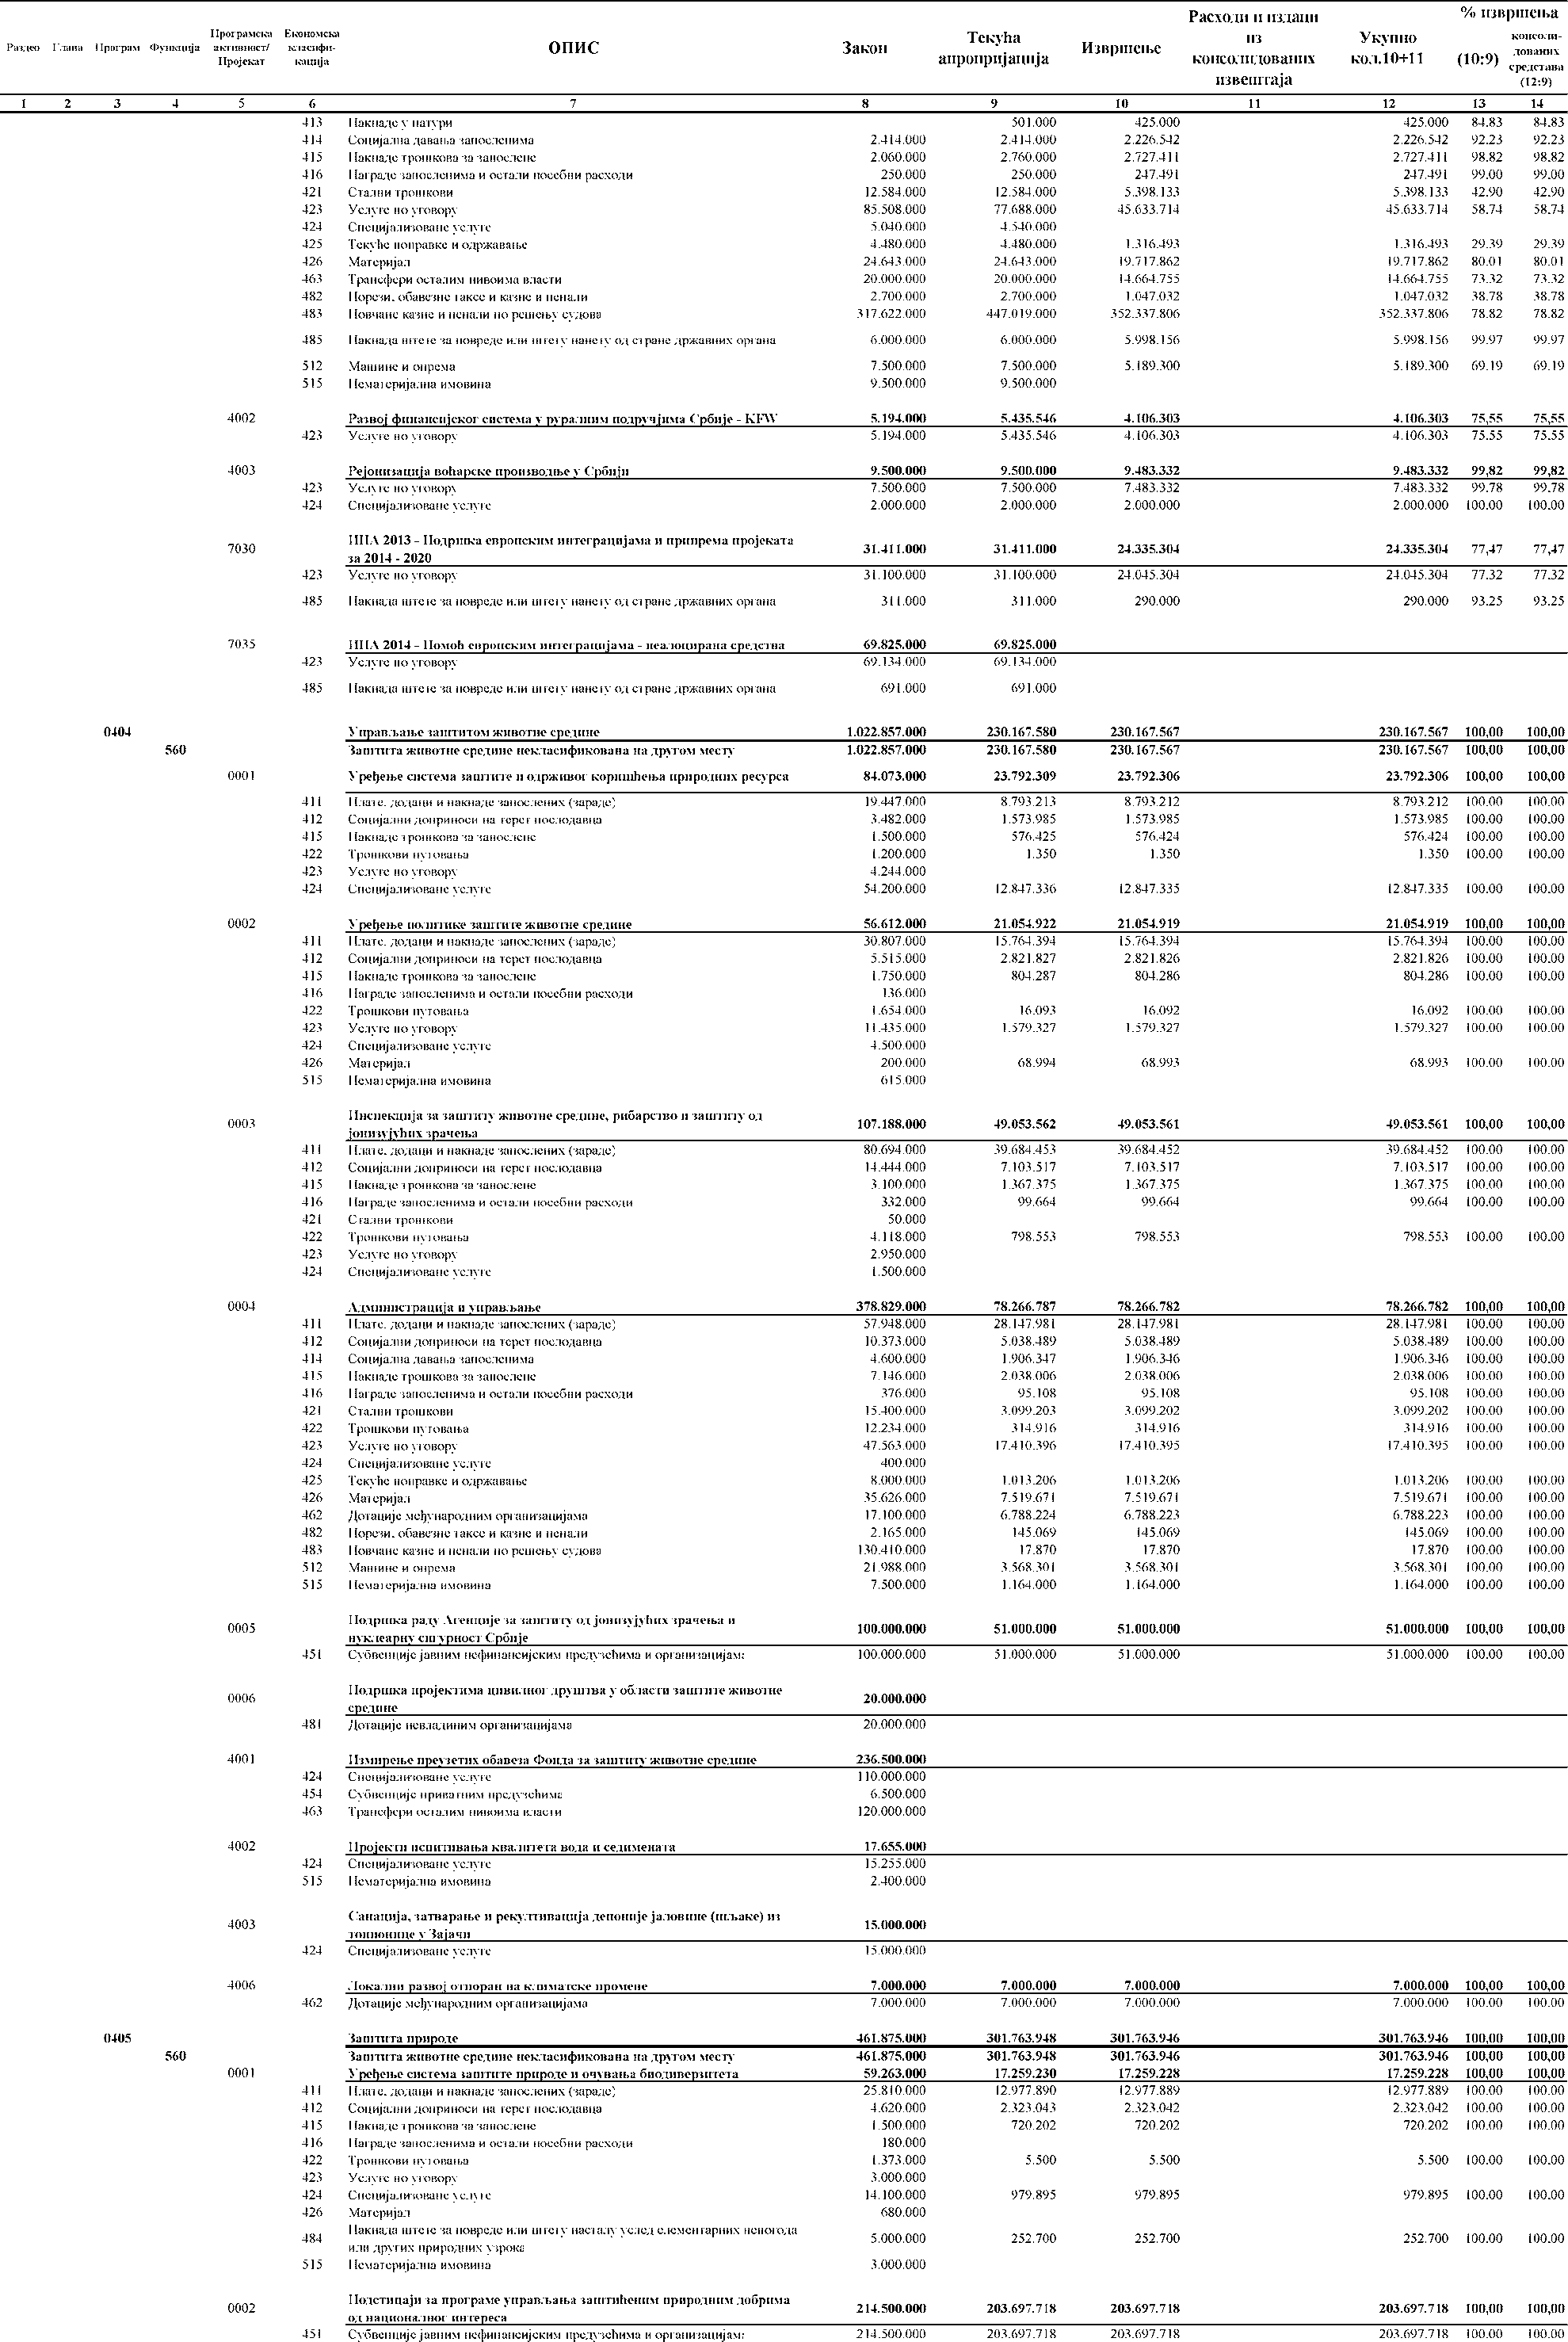 Раздео Глава Програм Функција Програмска активност/ Пројекат Економска класифи-кација ОПИС Закон Текућа апропријација Извршење Расходи и издаци из консолидованих извештаја Укупно кол.10+11 % извршења (10:9) консоли-дованих средстава (12:9)
1 2 3 4 5 6 7 8 9 10 11 12 13 14
413 Накнаде у натури 501.000 425.000 425.000 84.83 84.83
414 Социјална давања запосленима 2.414.000 2.414.000 2.226.542 2.226.542 92.23 92.23
415 Накнаде трошкова за запослене 2.060.000 2.760.000 2.727.411 2.727.411 98.82 98.82
416 Награде запосленима и остали посебни расходи 250.000 250.000 247.491 247.491 99.00 99.00
421 Стални трошкови 12.584.000 12.584.000 5.398.133 5.398.133 42.90 42.90
423 Услуге по уговору 85.508.000 77.688.000 45.633.714 45.633.714 58.74 58.74
424 Специјализоване услуге 5.040.000 4.540.000
425 Текуће поправке и одржавање 4.480.000 4.480.000 1.316.493 1.316.493 29.39 29.39
426 Материјал 24.643.000 24.643.000 19.717.862 19.717.862 80.01 80.01
463 Трансфери осталим нивоима власти 20.000.000 20.000.000 14.664.755 14.664.755 73.32 73.32
482 Порези, обавезне таксе и казне и пенали 2.700.000 2.700.000 1.047.032 1.047.032 38.78 38.78
483 Новчане казне и пенали по решењу судова 317.622.000 447.019.000 352.337.806 352.337.806 78.82 78.82
485 Накнада штете за повреде или штету нанету од стране државних органа 6.000.000 6.000.000 5.998.156 5.998.156 99.97 99.97
512 Машине и опрема 7.500.000 7.500.000 5.189.300 5.189.300 69.19 69.19
515 Нематеријална имовина 9.500.000 9.500.000
4002 Развој финансијског система у руралним подручјима Србије - KFW 5.194.000 5.435.546 4.106.303 4.106.303 75,55 75,55
423 Услуге по уговору 5.194.000 5.435.546 4.106.303 4.106.303 75.55 75.55
4003 Рејонизација воћарске производње у Србији 9.500.000 9.500.000 9.483.332 9.483.332 99,82 99,82
423 Услуге по уговору 7.500.000 7.500.000 7.483.332 7.483.332 99.78 99.78
424 Специјализоване услуге 2.000.000 2.000.000 2.000.000 2.000.000 100.00 100.00
7030 ИПА 2013 - Подршка европским интеграцијама и припрема пројеката за 2014 - 2020 31.411.000 31.411.000 24.335.304 24.335.304 77,47 77,47
423 Услуге по уговору 31.100.000 31.100.000 24.045.304 24.045.304 77.32 77.32
485 Накнада штете за повреде или штету нанету од стране државних органа 311.000 311.000 290.000 290.000 93.25 93.25
7035 ИПА 2014 - Помоћ европским интеграцијама - неалоцирана средства 69.825.000 69.825.000
423 Услуге по уговору 69.134.000 69.134.000
485 Накнада штете за повреде или штету нанету од стране државних органа 691.000 691.000
0404 Управљање заштитом животне средине 1.022.857.000 230.167.580 230.167.567 230.167.567 100,00 100,00
560 Заштита животне средине некласификована на другом месту 1.022.857.000 230.167.580 230.167.567 230.167.567 100,00 100,00
0001 Уређење система заштите и одрживог коришћења природних ресурса 84.073.000 23.792.309 23.792.306 23.792.306 100,00 100,00
411 Плате, додаци и накнаде запослених (зараде) 19.447.000 8.793.213 8.793.212 8.793.212 100.00 100.00
412 Социјални доприноси на терет послодавца 3.482.000 1.573.985 1.573.985 1.573.985 100.00 100.00
415 Накнаде трошкова за запослене 1.500.000 576.425 576.424 576.424 100.00 100.00
422 Трошкови путовања 1.200.000 1.350 1.350 1.350 100.00 100.00
423 Услуге по уговору 4.244.000
424 Специјализоване услуге 54.200.000 12.847.336 12.847.335 12.847.335 100.00 100.00
0002 Уређење политике заштите животне средине 56.612.000 21.054.922 21.054.919 21.054.919 100,00 100,00
411 Плате, додаци и накнаде запослених (зараде) 30.807.000 15.764.394 15.764.394 15.764.394 100.00 100.00
412 Социјални доприноси на терет послодавца 5.515.000 2.821.827 2.821.826 2.821.826 100.00 100.00
415 Накнаде трошкова за запослене 1.750.000 804.287 804.286 804.286 100.00 100.00
416 Награде запосленима и остали посебни расходи 136.000
422 Трошкови путовања 1.654.000 16.093 16.092 16.092 100.00 100.00
423 Услуге по уговору 11.435.000 1.579.327 1.579.327 1.579.327 100.00 100.00
424 Специјализоване услуге 4.500.000
426 Материјал 200.000 68.994 68.993 68.993 100.00 100.00
515 Нематеријална имовина 615.000
0003 Инспекција за заштиту животне средине, рибарство и заштиту од јонизујућих зрачења 107.188.000 49.053.562 49.053.561 49.053.561 100,00 100,00
411 Плате, додаци и накнаде запослених (зараде) 80.694.000 39.684.453 39.684.452 39.684.452 100.00 100.00
412 Социјални доприноси на терет послодавца 14.444.000 7.103.517 7.103.517 7.103.517 100.00 100.00
415 Накнаде трошкова за запослене 3.100.000 1.367.375 1.367.375 1.367.375 100.00 100.00
416 Награде запосленима и остали посебни расходи 332.000 99.664 99.664 99.664 100.00 100.00
421 Стални трошкови 50.000
422 Трошкови путовања 4.118.000 798.553 798.553 798.553 100.00 100.00
423 Услуге по уговору 2.950.000
424 Специјализоване услуге 1.500.000
0004 Администрација и управљање 378.829.000 78.266.787 78.266.782 78.266.782 100,00 100,00
411 Плате, додаци и накнаде запослених (зараде) 57.948.000 28.147.981 28.147.981 28.147.981 100.00 100.00
412 Социјални доприноси на терет послодавца 10.373.000 5.038.489 5.038.489 5.038.489 100.00 100.00
414 Социјална давања запосленима 4.600.000 1.906.347 1.906.346 1.906.346 100.00 100.00
415 Накнаде трошкова за запослене 7.146.000 2.038.006 2.038.006 2.038.006 100.00 100.00
416 Награде запосленима и остали посебни расходи 376.000 95.108 95.108 95.108 100.00 100.00
421 Стални трошкови 15.400.000 3.099.203 3.099.202 3.099.202 100.00 100.00
422 Трошкови путовања 12.234.000 314.916 314.916 314.916 100.00 100.00
423 Услуге по уговору 47.563.000 17.410.396 17.410.395 17.410.395 100.00 100.00
424 Специјализоване услуге 400.000
425 Текуће поправке и одржавање 8.000.000 1.013.206 1.013.206 1.013.206 100.00 100.00
426 Материјал 35.626.000 7.519.671 7.519.671 7.519.671 100.00 100.00
462 Дотације међународним организацијама 17.100.000 6.788.224 6.788.223 6.788.223 100.00 100.00
482 Порези, обавезне таксе и казне и пенали 2.165.000 145.069 145.069 145.069 100.00 100.00
483 Новчане казне и пенали по решењу судова 130.410.000 17.870 17.870 17.870 100.00 100.00
512 Машине и опрема 21.988.000 3.568.301 3.568.301 3.568.301 100.00 100.00
515 Нематеријална имовина 7.500.000 1.164.000 1.164.000 1.164.000 100.00 100.00
0005 Подршка раду Агенције за заштиту од јонизујућих зрачења и нуклеарну сигурност Србије 100.000.000 51.000.000 51.000.000 51.000.000 100,00 100,00
451 Субвенције јавним нефинансијским предузећима и организацијам: 100.000.000 51.000.000 51.000.000 51.000.000 100.00 100.00
0006 Подршка пројектима цивилног друштва у области заштите животне средине 20.000.000
481 Дотације невладиним организацијама 20.000.000
4001 Измирење преузетих обавеза Фонда за заштиту животне средине 236.500.000
424 Специјализоване услуге 110.000.000
454 Субвенције приватним предузећима 6.500.000
463 Трансфери осталим нивоима власти 120.000.000
4002 Пројекти испитивања квалитета вода и седимената 17.655.000
424 Специјализоване услуге 15.255.000
515 Нематеријална имовина 2.400.000
4003 Санација, затварање и рекултивација депоније јаловине (шљаке) из топионице у Зајачи 15.000.000
424 Специјализоване услуге 15.000.000
4006 Локални развој отпоран на климатске промене 7.000.000 7.000.000 7.000.000 7.000.000 100,00 100,00
462 Дотације међународним организацијама 7.000.000 7.000.000 7.000.000 7.000.000 100.00 100.00
0405 Заштита природе 461.875.000 301.763.948 301.763.946 301.763.946 100,00 100,00
560 Заштита животне средине некласификована на другом месту 461.875.000 301.763.948 301.763.946 301.763.946 100,00 100,00
0001 Уређење система заштите природе и очувања биодиверзитета 59.263.000 17.259.230 17.259.228 17.259.228 100,00 100,00
411 Плате, додаци и накнаде запослених (зараде) 25.810.000 12.977.890 12.977.889 12.977.889 100.00 100.00
412 Социјални доприноси на терет послодавца 4.620.000 2.323.043 2.323.042 2.323.042 100.00 100.00
415 Накнаде трошкова за запослене 1.500.000 720.202 720.202 720.202 100.00 100.00
416 Награде запосленима и остали посебни расходи 180.000
422 Трошкови путовања 1.373.000 5.500 5.500 5.500 100.00 100.00
423 Услуге по уговору 3.000.000
424 Специјализоване услуге 14.100.000 979.895 979.895 979.895 100.00 100.00
426 Материјал 680.000
484 Накнада штете за повреде или штету насталу услед елементарних непогода или других природних узрока 5.000.000 252.700 252.700 252.700 100.00 100.00
515 Нематеријална имовина 3.000.000
0002 Подстицаји за програме управљања заштићеним природним добрима од националног интереса 214.500.000 203.697.718 203.697.718 203.697.718 100,00 100,00
451 Субвенције јавним нефинансијским предузећима и организацијам: 214.500.000 203.697.718 203.697.718 203.697.718 100.00 100.00